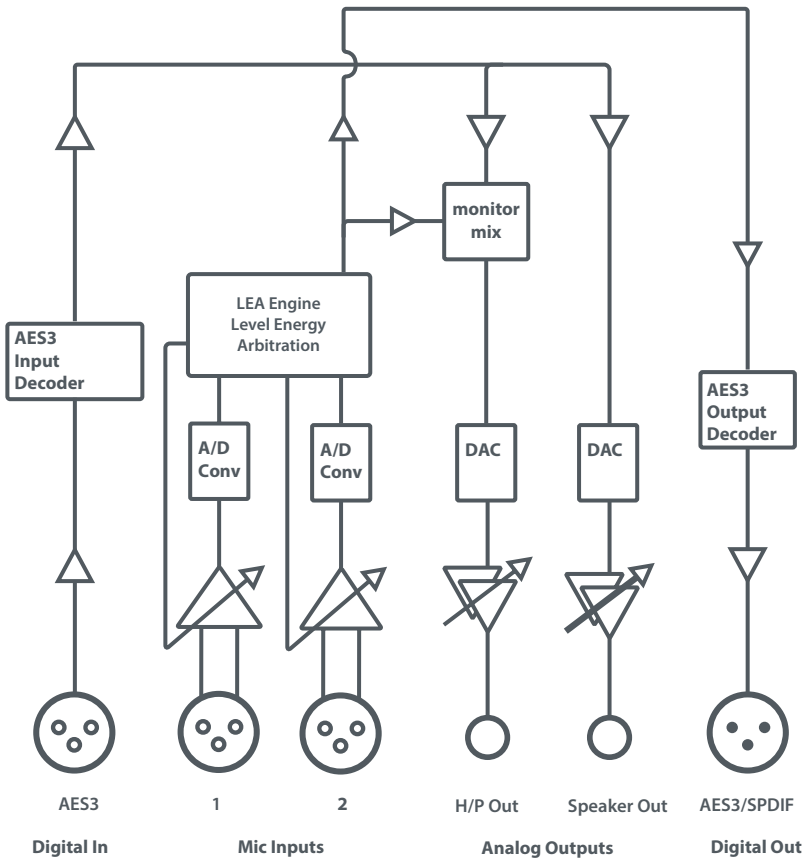 monitor
mix
LEA Engine
Level Energy
Arbitration
AES3
Input
Decoder
AES3
Output
Decoder
A/D
Conv
A/D
Conv
DAC
DAC
AES3
1
2
H/P Out
Speaker Out
AES3/SPDIF
Digital In
Mic Inputs
Analog Outputs
Digital Out